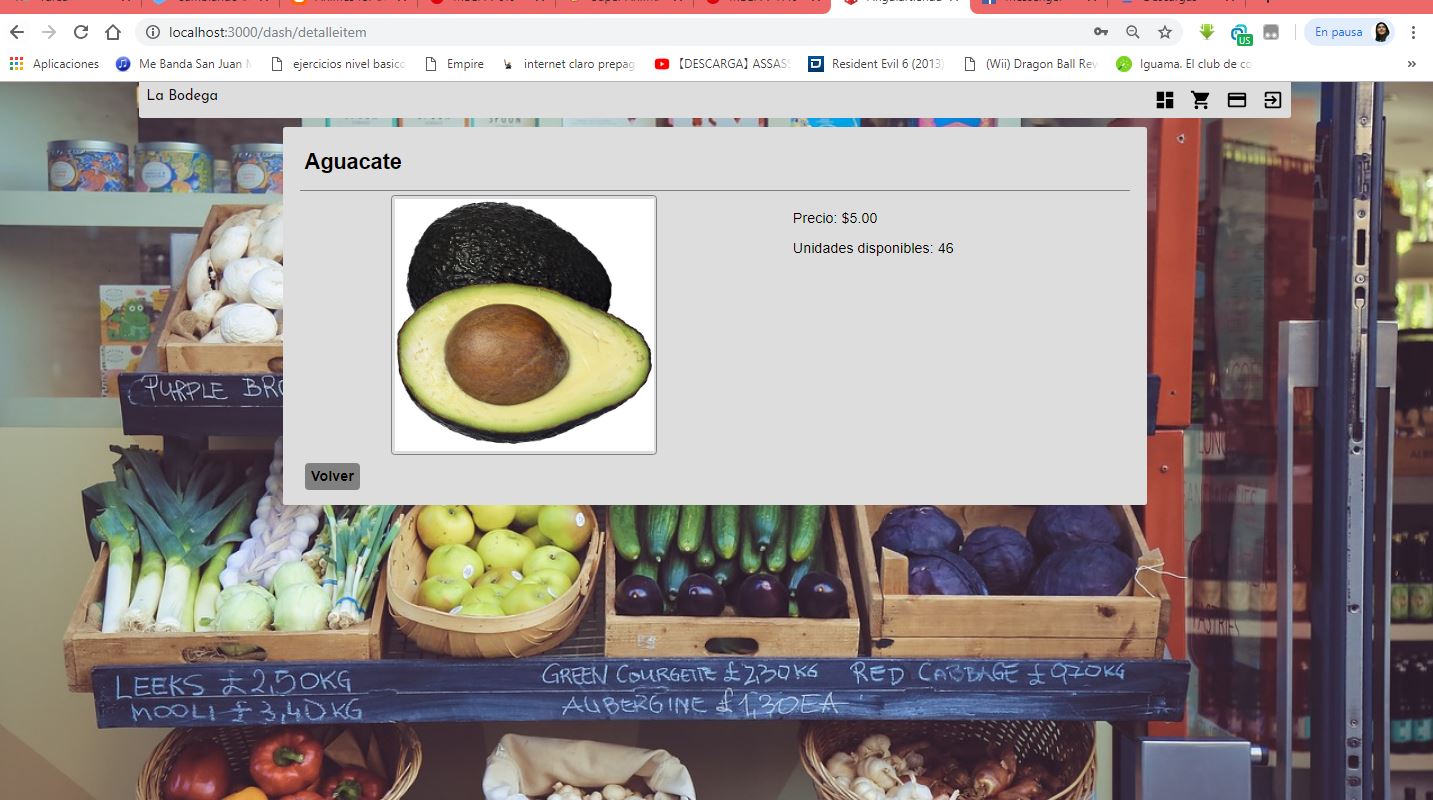 localhost:3000/dash/detalleitem
US
En pausa
Aplicaciones
Me Banda San Juan
ejercicios nivel basico
Empire
internet claro prepag
【DESCARGA】 ASSAS
Resident Evil 6 (2013)
(Wii) Dragon Ball Rev
Iguama. El club de co
»
La Bodega
SPOON
Aguacate
Precio: $5.00
Unidades disponibles: 46
Volver
PURPLE BRO
LEEKS £2,50KG
MOOLI £3,40KG
GREEN COURGETTE £2,30KG
RED CABBAGE £0,70KG
AUBERGINE £1,30EA